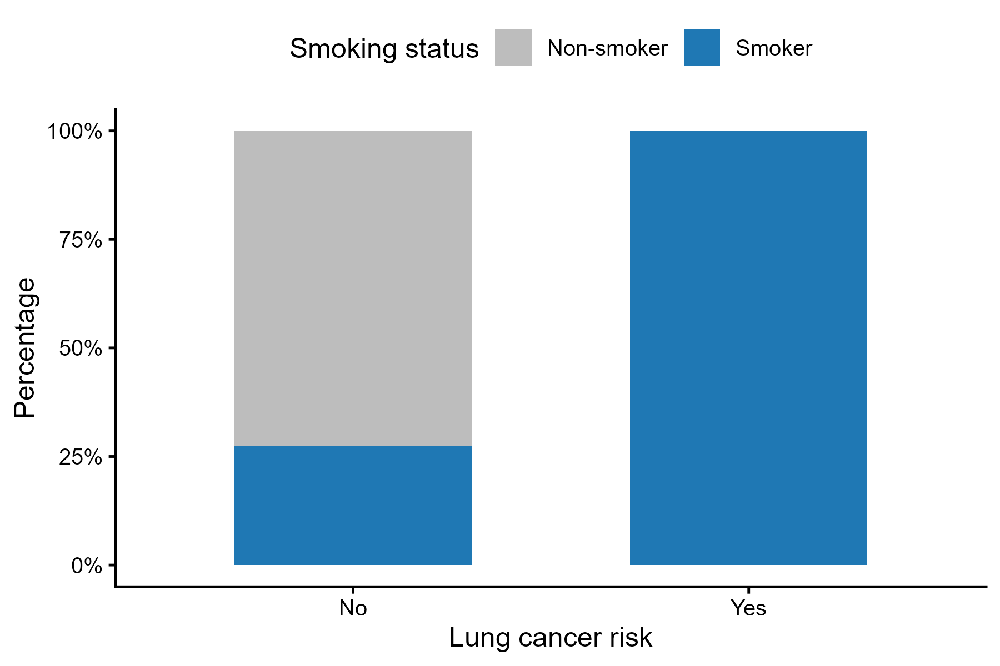 Smoking status Non-smoker Smoker
100%
75%
50%
25%
0%
Percentage
No Yes
Lung cancer risk